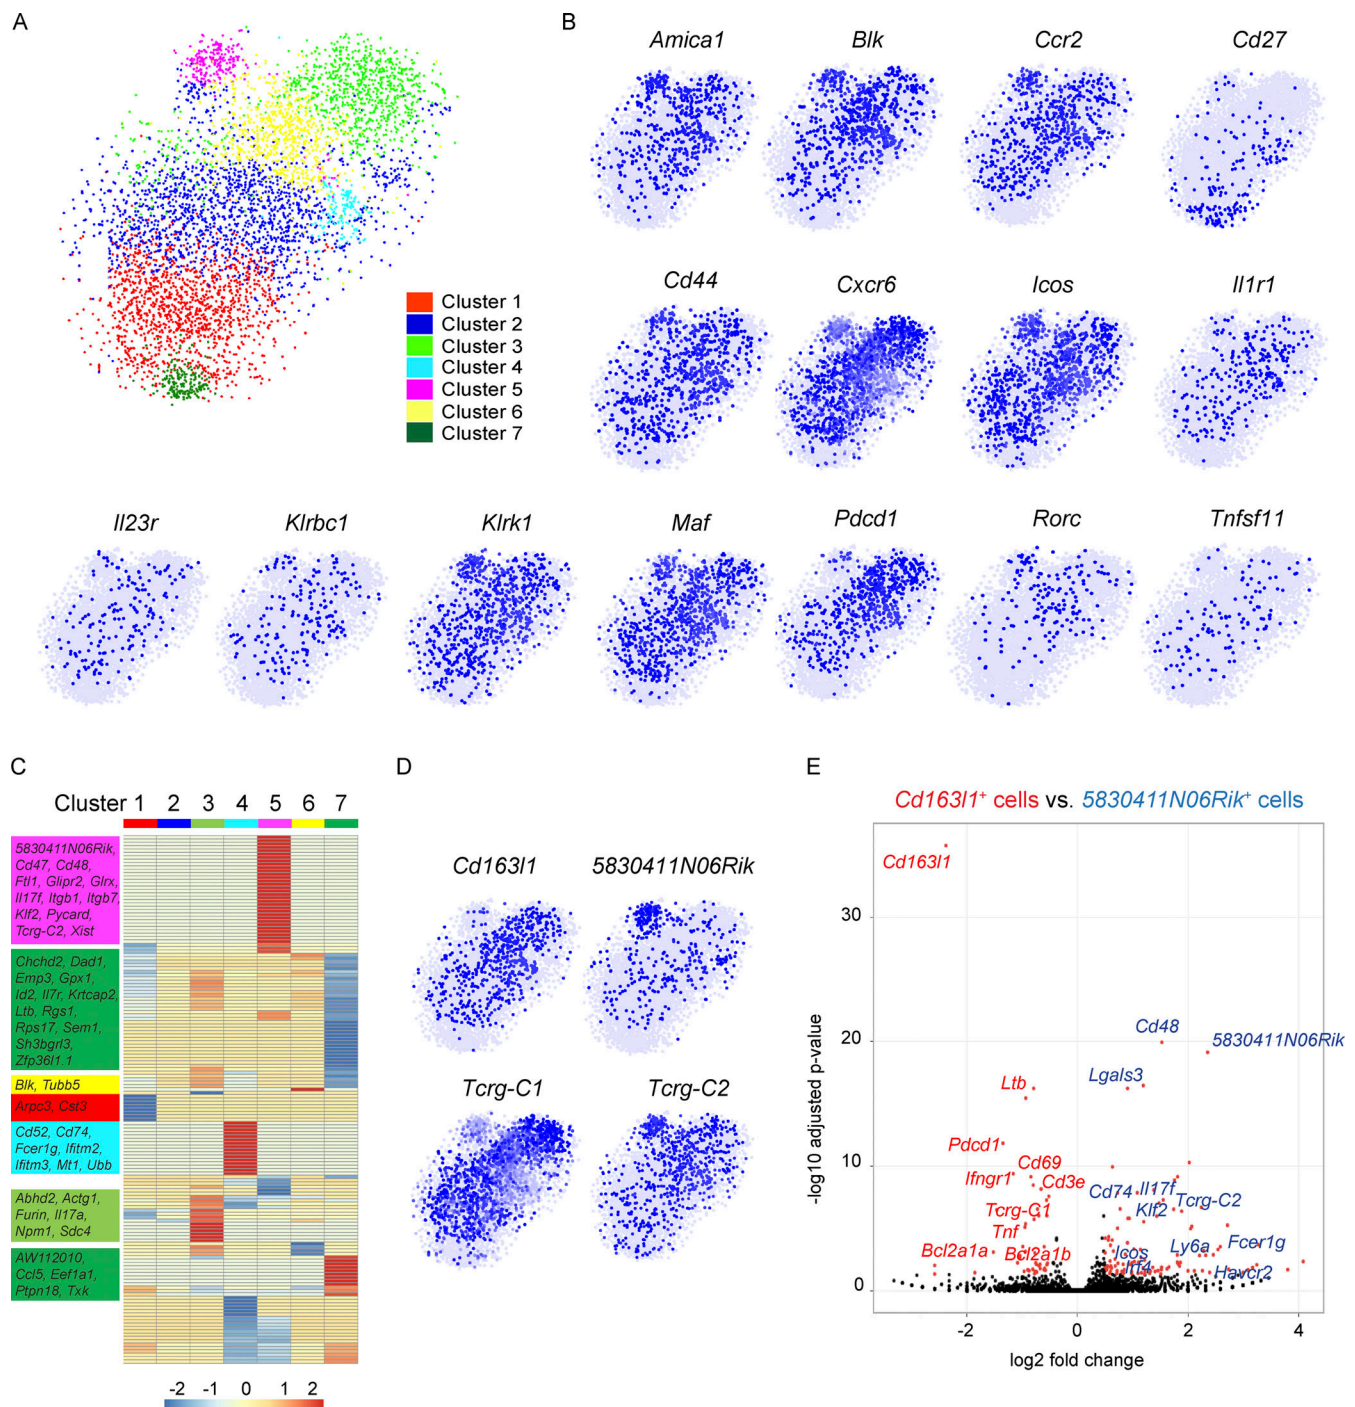 A
Cluster 1
Cluster 2
Cluster 3
Cluster 4
Cluster 5
Cluster 6
Cluster 7
B
Amica1
Blk
Ccr2
Cd27
Cd44
Cxcr6
Icos
Il1r1
Il23r
Klrbc1
Klrk1
Maf
Pdcd1
Rorc
Tnfsf11
C
Cluster 1 2 3 4 5 6 7
5830411N06Rik,
Cd47, Cd48,
Ftl1, Glipr2, Glrx,
Il17f, Itgb1, Itgb7,
Klf2, Pycard,
Tcrg-C2, Xist
Chchd2, Dad1,
Emp3, Gpx1,
Id2, Il7r, Krtcap2,
Ltb, Rgs1,
Rps17, Sem1,
Sh3bgrl3,
Zfp36l1.1
Blk, Tubb5
Arpc3, Cst3
Cd52, Cd74,
Fcer1g, Ifitm2,
Ifitm3, Mt1, Ubb
Abhd2, Actg1,
Furin, Il17a,
Npm1, Sdc4
AW112010,
Ccl5, Eef1a1,
Ptpn18, Txk
-2 -1 0 1 2
D
Cd163l1
5830411N06Rik
Tcrg-C1
Tcrg-C2
E
Cd163l1+ cells vs. 5830411N06Rik+ cells
Cd163l1
Cd48
5830411N06Rik
Lgals3
Ltb
Pdcd1
Cd69
Ifngr1
Cd3e
Cd74
Il17f
Tcrg-C2
Klf2
Tcrg-C1
Tnf
Bcl2a1a
Bcl2a1b
Icos
Irf4
Ly6a
Fcer1g
Havcr2
30
20
10
0
-log10 adjusted p-value
-2 0 2 4
log2 fold change